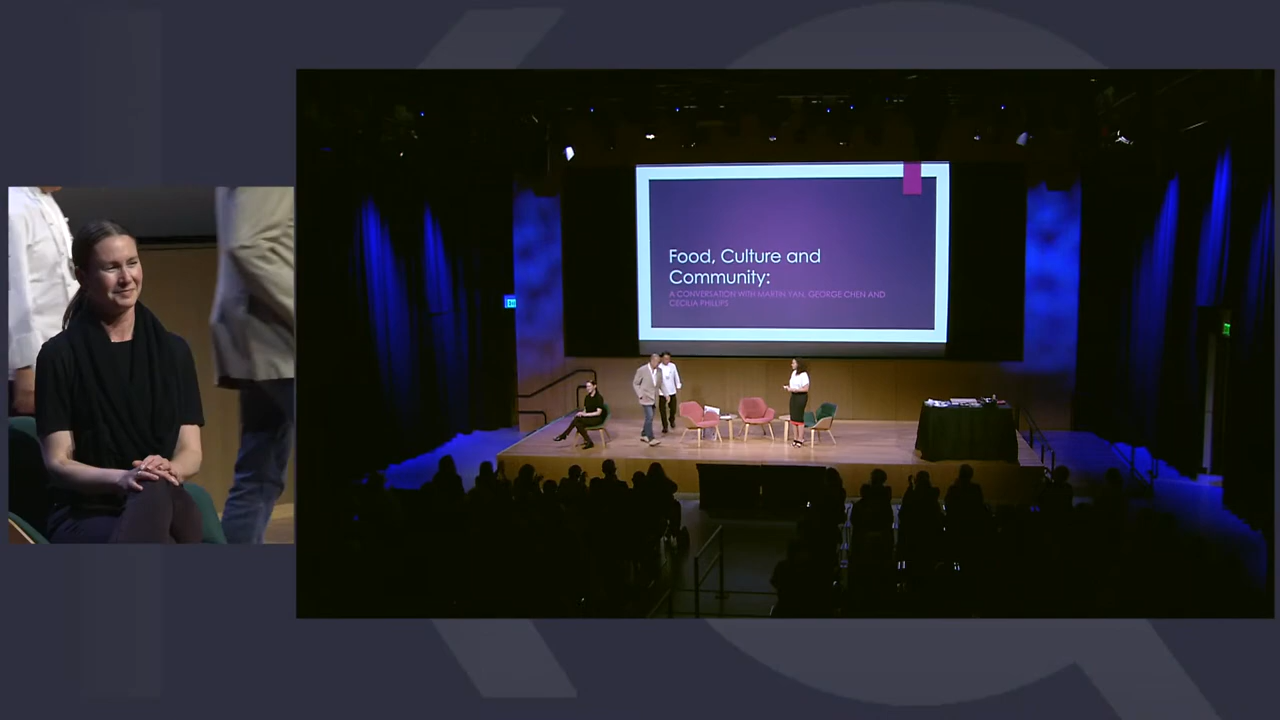 Food, Culture and
Community:
A CONVERSATION WITH MARTIN YAN, GEORGE CHEN AND
CECILIA PHILLIPS